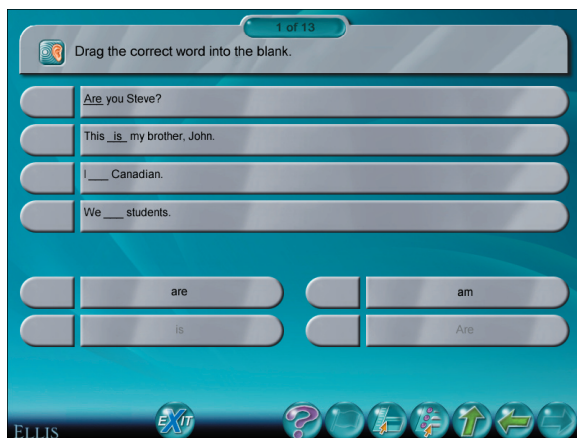 1 of 13
Drag the correct word into the blank.
Are you Steve?
This is my brother, John.
I ___ Canadian.
We ___ students.
are
am
is
Are
ELLIS
EXIT
?